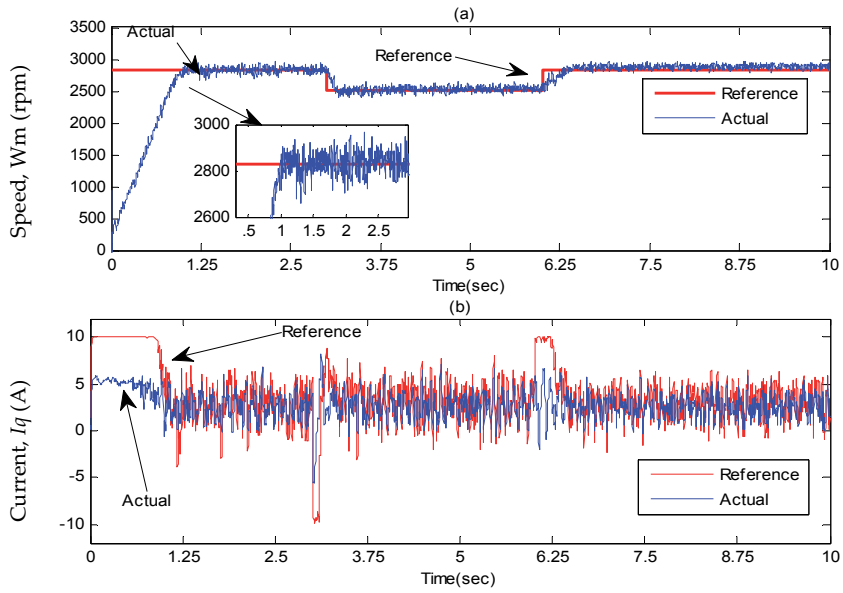 (a)
Actual
Reference
Speed, Wm (rpm)
3500
3000
2500
2000
1500
1000
500
0
Reference
Actual
3000
2800
2600
.5 1 1.5 2 2.5
0 1.25 2.5 3.75 5 6.25 7.5 8.75 10
Time(sec)
(b)
Reference
Actual
Current, Iq (A)
10
5
0
-5
-10
Reference
Actual
0 1.25 2.5 3.75 5 6.25 7.5 8.75 10
Time(sec)